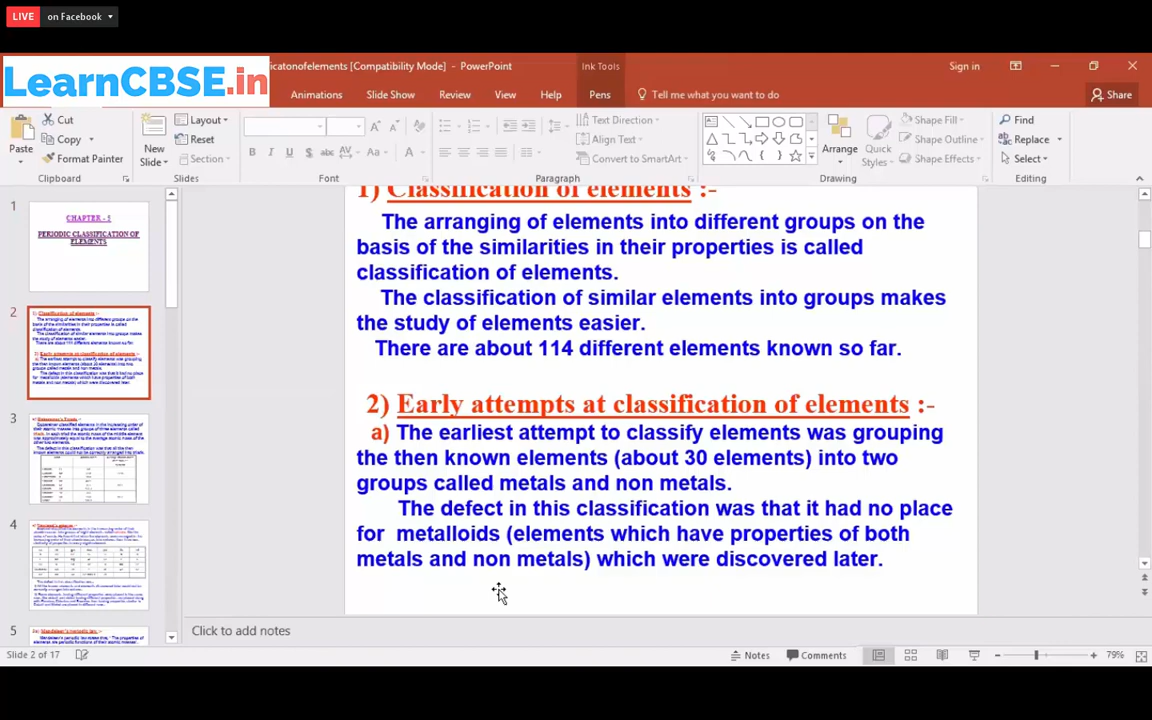 LIVE on Facebook
LearnCBSE.in
icatonofelements [Compatibility Mode] - PowerPoint
Ink Tools
Sign in
Animations Slide Show Review View Help Pens Tell me what you want to do Share
Paste
Cut
Copy
Format Painter
Clipboard
New Slide
Layout
Reset
Section
Slides
B I U S abc AV Aa A
Font
Text Direction
Align Text
Convert to SmartArt
Paragraph
Arrange
Quick Styles
Shape Fill
Shape Outline
Shape Effects
Drawing
Find
Replace
Select
Editing
1
CHAPTER - 5
PERIODIC CLASSIFICATION OF
ELEMENTS
2
3
4
5
1) Classification of elements :-
The arranging of elements into different groups on the
basis of the similarities in their properties is called
classification of elements.
The classification of similar elements into groups makes
the study of elements easier.
There are about 114 different elements known so far.
2) Early attempts at classification of elements :-
a) The earliest attempt to classify elements was grouping
the then known elements (about 30 elements) into two
groups called metals and non metals.
The defect in this classification was that it had no place
for metalloids (elements which have properties of both
metals and non metals) which were discovered later.
Click to add notes
Slide 2 of 17
Notes Comments 79%